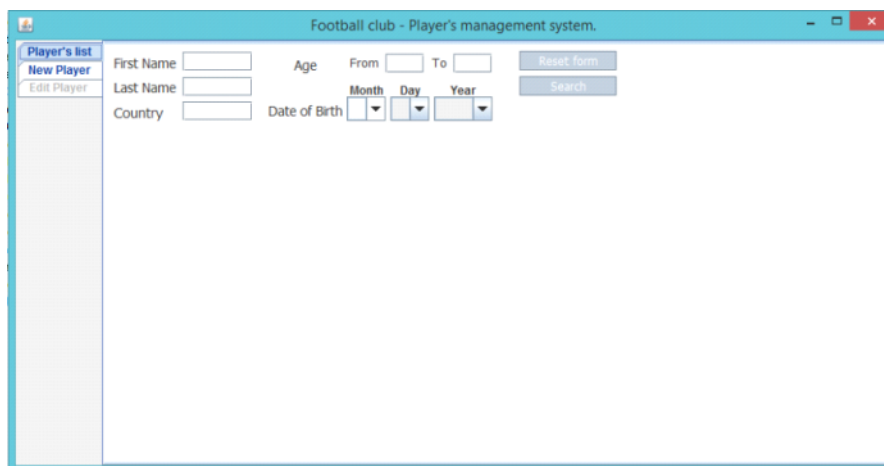 Football club - Player's management system.
Player's list
New Player
Edit Player
First Name
Last Name
Country
Age From To
Month Day Year
Date of Birth
Reset form
Search